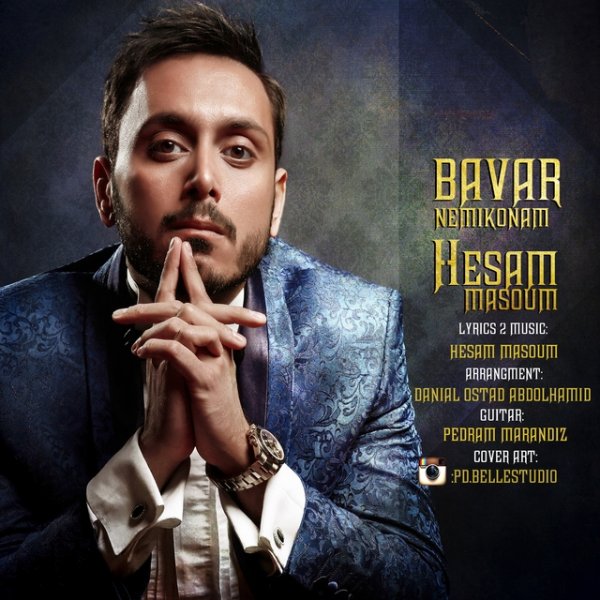 BAVAR
NEMIKONAM
HESAM
MASOUM
LYRICS 2 MUSIC:
HESAM MASOUM
ARRANGMENT:
DANIAL OSTAD ABDOLHAMID
GUITAR:
PEDRAM MARANDIZ
COVER ART:
:PD.BELLESTUDIO